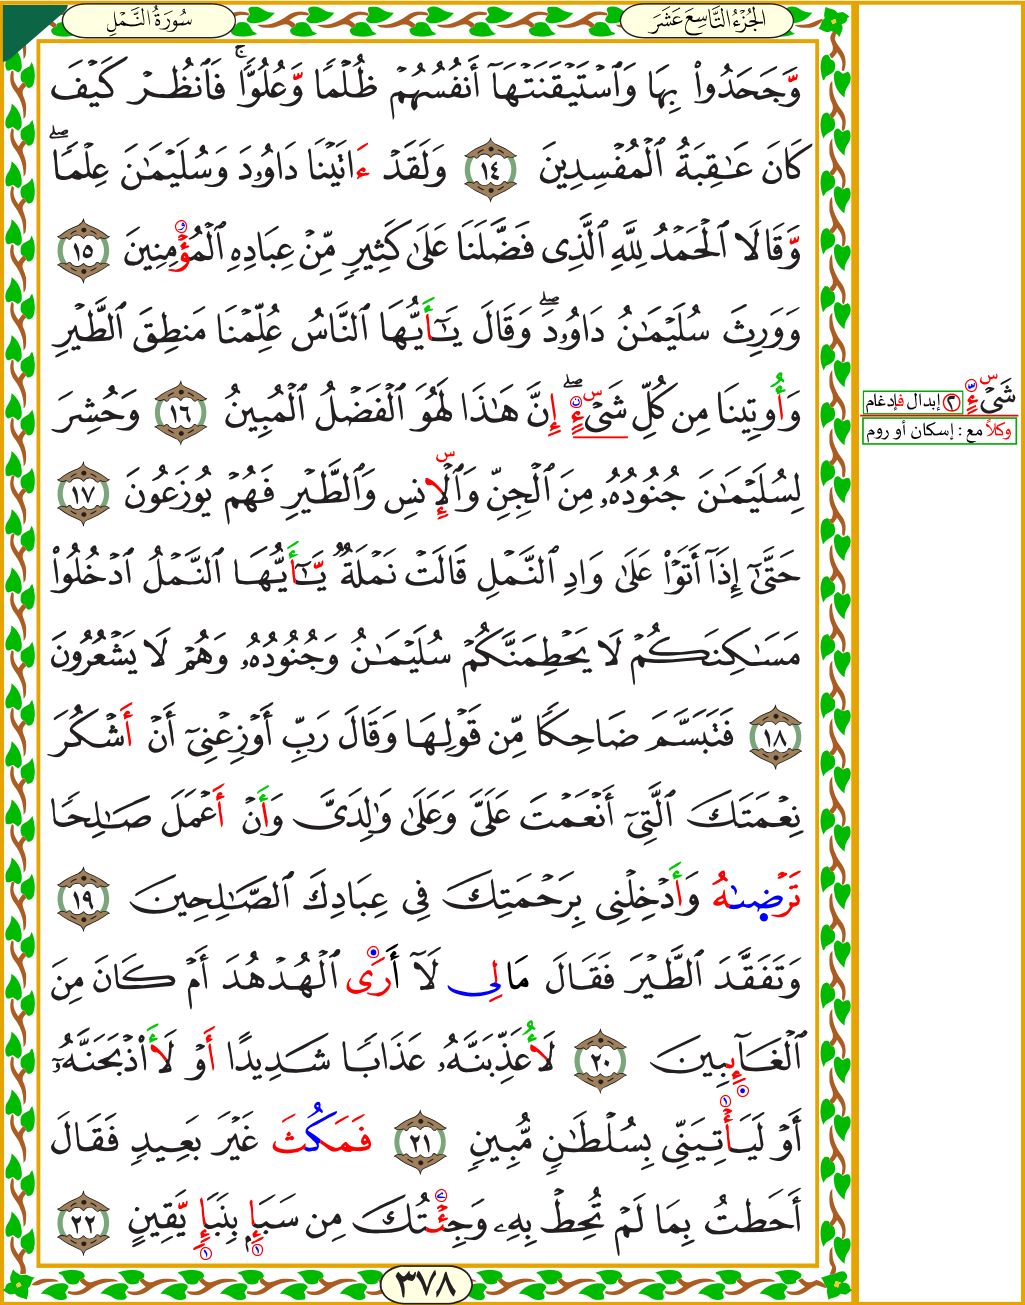 الجُزْءُ التَّاسِعَ عَشَرَ
سُورَةُ النَّمْلِ
وَّجَحَدُواْ بِهَا وَٱسْتَيْقَنَتْهَآ أَنفُسُهُمْ ظُلْمًا وَّعُلُوًّاۚ فَٱنظُرْ كَيْفَ
كَانَ عَـٰقِبَةُ ٱلْمُفْسِدِينَ ١٤ وَلَقَدْ ءَاتَيْنَا دَاوُۥدَ وَسُلَيْمَـٰنَ عِلْمًاۖ
وَّقَالَا ٱلْحَمْدُ لِلَّهِ ٱلَّذِى فَضَّلَنَا عَلَىٰ كَثِيرٍ مِّنْ عِبَادِهِ ٱلْمُؤْمِنِينَ ١٥
وَوَرِثَ سُلَيْمَـٰنُ دَاوُۥدَۖ وَقَالَ يَـٰٓأَيُّهَا ٱلنَّاسُ عُلِّمْنَا مَنطِقَ ٱلطَّيْرِ
وَأُوتِينَا مِن كُلِّ شَىْءٍۖ إِنَّ هَـٰذَا لَهُوَ ٱلْفَضْلُ ٱلْمُبِينُ ١٦ وَحُشِرَ
لِسُلَيْمَـٰنَ جُنُودُهُۥ مِنَ ٱلْجِنِّ وَٱلْإِنسِ وَٱلطَّيْرِ فَهُمْ يُوزَعُونَ ١٧
حَتَّىٰٓ إِذَآ أَتَوْاْ عَلَىٰ وَادِ ٱلنَّمْلِ قَالَتْ نَمْلَةٌ يَّـٰٓأَيُّهَا ٱلنَّمْلُ ٱدْخُلُواْ
مَسَـٰكِنَكُمْ لَا يَحْطِمَنَّكُمْ سُلَيْمَـٰنُ وَجُنُودُهُۥ وَهُمْ لَا يَشْعُرُونَ
١٨ فَتَبَسَّمَ ضَاحِكًا مِّن قَوْلِهَا وَقَالَ رَبِّ أَوْزِعْنِىٓ أَنْ أَشْكُرَ
نِعْمَتَكَ ٱلَّتِىٓ أَنْعَمْتَ عَلَىَّ وَعَلَىٰ وَٰلِدَىَّ وَأَنْ أَعْمَلَ صَـٰلِحًا
تَرْضَىٰهُ وَأَدْخِلْنِى بِرَحْمَتِكَ فِى عِبَادِكَ ٱلصَّـٰلِحِينَ ١٩
وَتَفَقَّدَ ٱلطَّيْرَ فَقَالَ مَالِى لَآ أَرَى ٱلْهُدْهُدَ أَمْ كَانَ مِنَ
ٱلْغَآئِبِينَ ٢٠ لَأُعَذِّبَنَّهُۥ عَذَابًا شَدِيدًا أَوْ لَأَاْذْبَحَنَّهُۥٓ
أَوْ لَيَأْتِيَنِّى بِسُلْطَـٰنٍ مُّبِينٍ ٢١ فَمَكُثَ غَيْرَ بَعِيدٍ فَقَالَ
أَحَطتُ بِمَا لَمْ تُحِطْ بِهِۦ وَجِئْتُكَ مِن سَبَإٍۭ بِنَبَإٍ يَّقِينٍ ٢٢
٣٧٨
شَىْءٍ ٢ إبدال فإدغام
وكلاً مع : إسكان أو روم